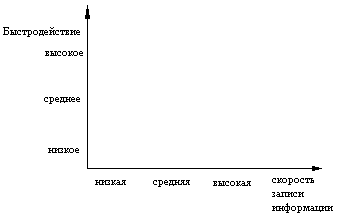 Быстродействие
высокое
среднее
низкое
низкая средняя высокая скорость
записи
информации